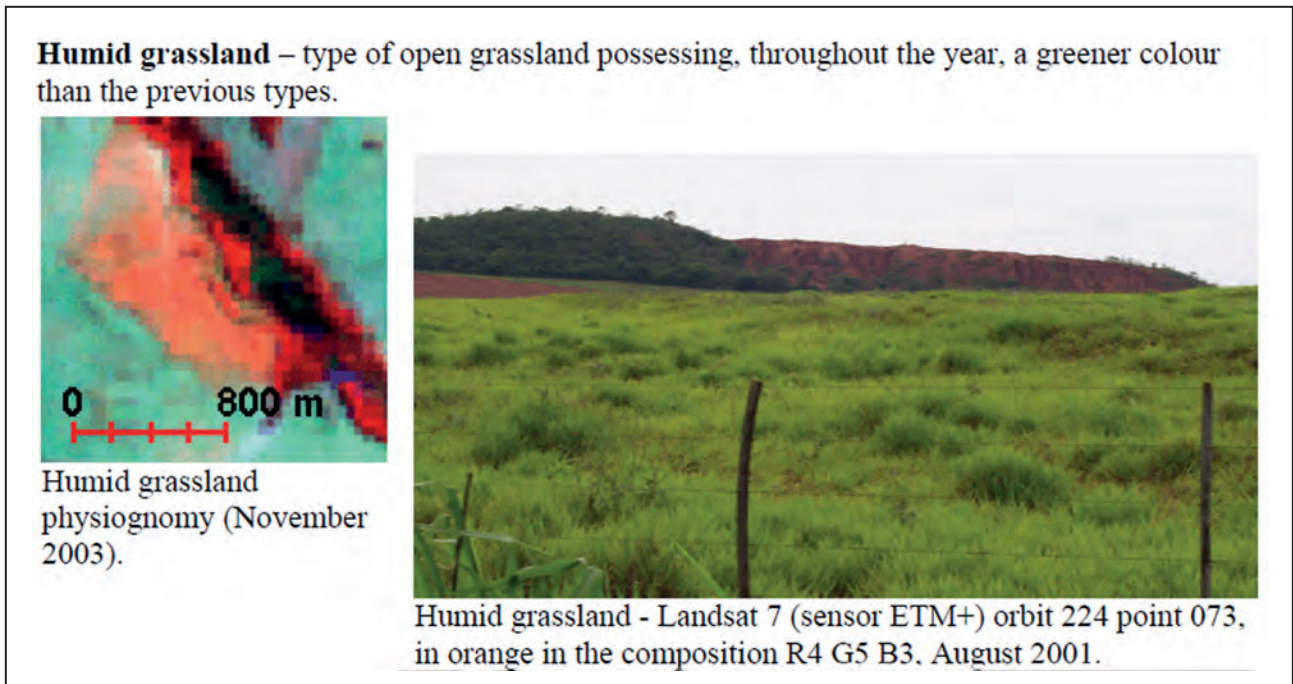 Humid grassland – type of open grassland possessing, throughout the year, a greener colour
than the previous types.
0 800 m
Humid grassland
physiognomy (November
2003).
Humid grassland - Landsat 7 (sensor ETM+) orbit 224 point 073,
in orange in the composition R4 G5 B3, August 2001.